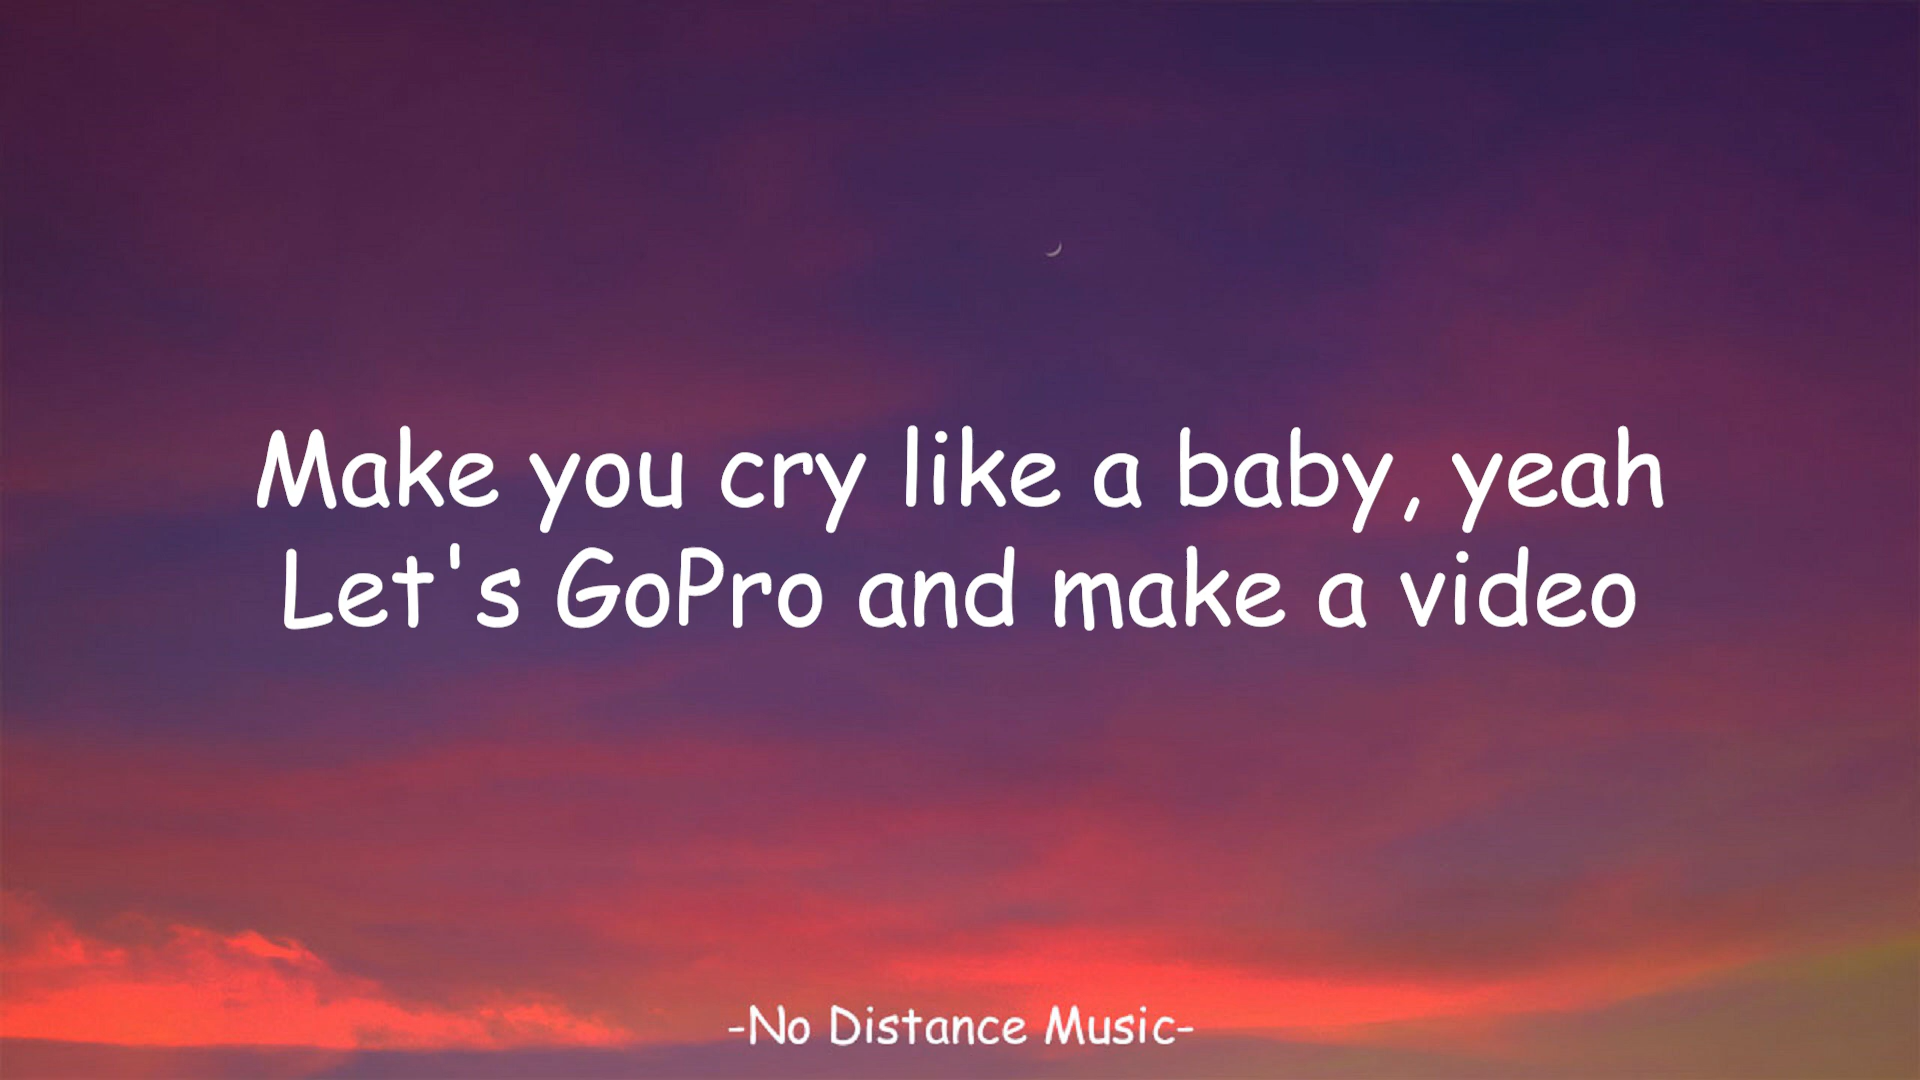 Make you cry like a baby, yeah
Let's GoPro and make a video
-No Distance Music-